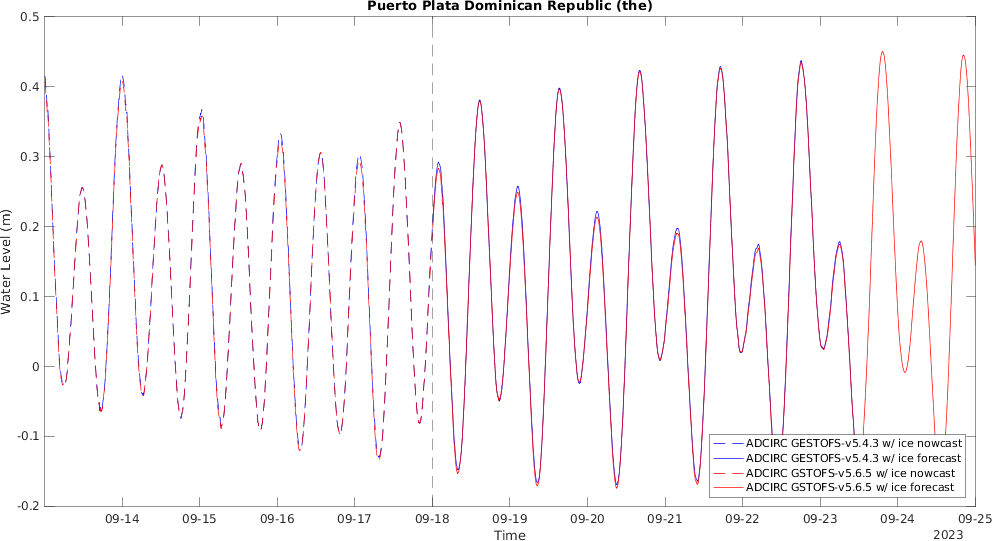 Puerto Plata Dominican Republic (the)
0.5
0.4
0.3
0.2
0.1
0
-0.1
-0.2
Water Level (m)
ADCIRC GESTOFS-v5.4.3 w/ ice nowcast
ADCIRC GESTOFS-v5.4.3 w/ ice forecast
ADCIRC GSTOFS-v5.6.5 w/ ice nowcast
ADCIRC GSTOFS-v5.6.5 w/ ice forecast
09-14 09-15 09-16 09-17 09-18 09-19 09-20 09-21 09-22 09-23 09-24 09-25
Time
2023